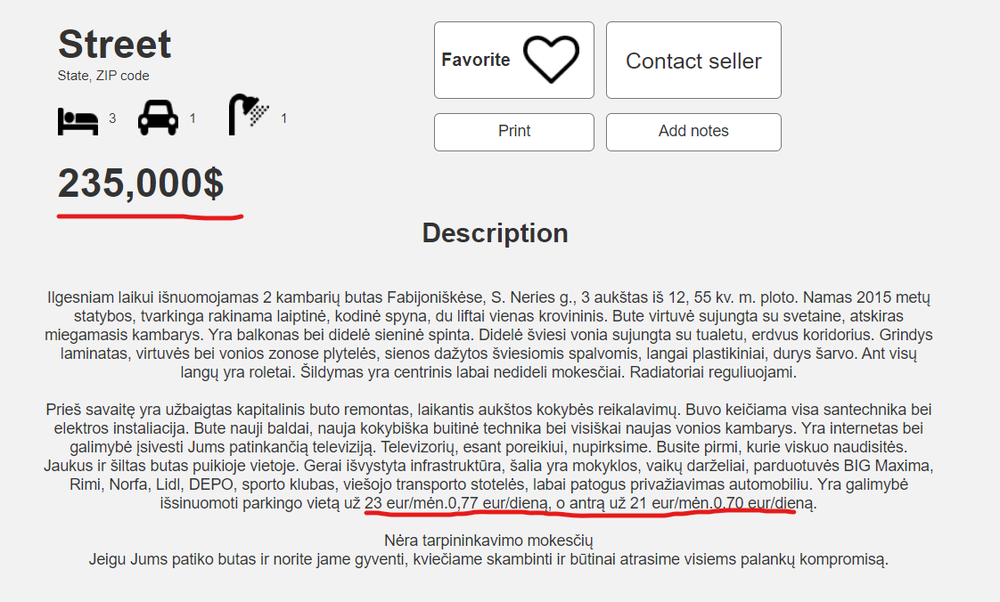 Street
State, ZIP code
3 1 1
235,000$
Favorite
Contact seller
Print
Add notes
Description
Ilgesniam laikui išnuomojamas 2 kambarių butas Fabijoniškėse, S. Neries g., 3 aukštas iš 12, 55 kv. m. ploto. Namas 2015 metų
statybos, tvarkinga rakinama laiptinė, kodinė spyna, du liftai vienas krovininis. Bute virtuvė sujungta su svetaine, atskiras
miegamasis kambarys. Yra balkonas bei didelė sieninė spinta. Didelė šviesi vonia sujungta su tualetu, erdvus koridorius. Grindys
laminatas, virtuvės bei vonios zonose plytelės, sienos dažytos šviesiomis spalvomis, langai plastikiniai, durys šarvo. Ant visų
langų yra roletai. Šildymas yra centrinis labai nedideli mokesčiai. Radiatoriai reguliuojami.
Prieš savaitę yra užbaigtas kapitalinis buto remontas, laikantis aukštos kokybės reikalavimų. Buvo keičiama visa santechnika bei
elektros instaliacija. Bute nauji baldai, nauja kokybiška buitinė technika bei visiškai naujas vonios kambarys. Yra internetas bei
galimybė įsivesti Jums patinkančią televiziją. Televizorių, esant poreikiui, nupirksime. Busite pirmi, kurie viskuo naudisitės.
Jaukus ir šiltas butas puikioje vietoje. Gerai išvystyta infrastruktūra, šalia yra mokyklos, vaikų darželiai, parduotuvės BIG Maxima,
Rimi, Norfa, Lidl, DEPO, sporto klubas, viešojo transporto stotelės, labai patogus privažiavimas automobiliu. Yra galimybė
išsinuomoti parkingo vietą už 23 eur/mėn.0,77 eur/dieną, o antrą už 21 eur/mėn.0,70 eur/dieną.
Nėra tarpininkavimo mokesčių
Jeigu Jums patiko butas ir norite jame gyventi, kviečiame skambinti ir būtinai atrasime visiems palankų kompromisą.